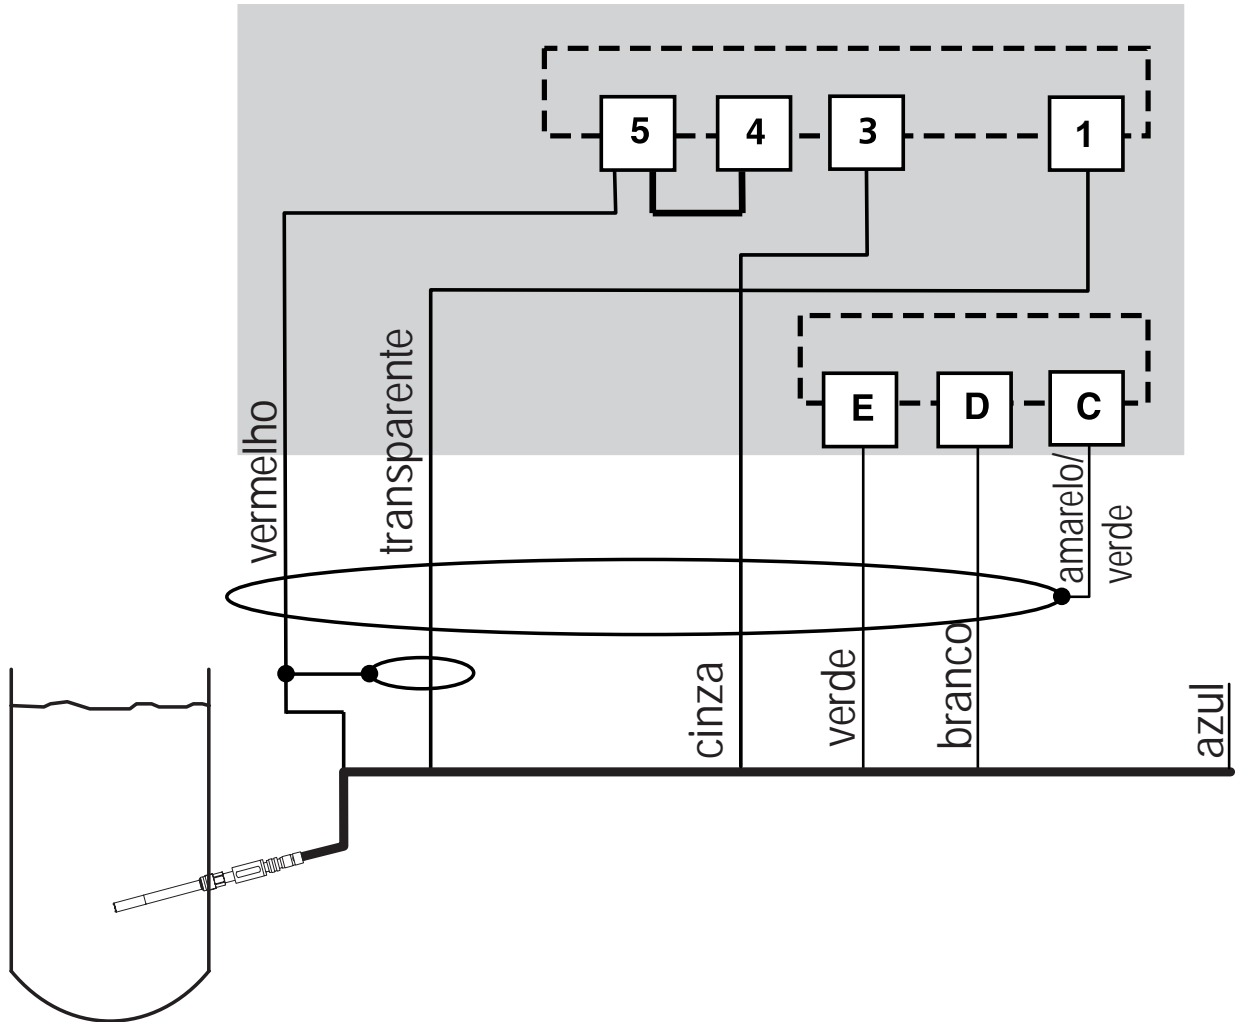 5
4
3
1
E
D
C
vermelho
transparente
amarelo/
verde
cinza
verde
branco
azul